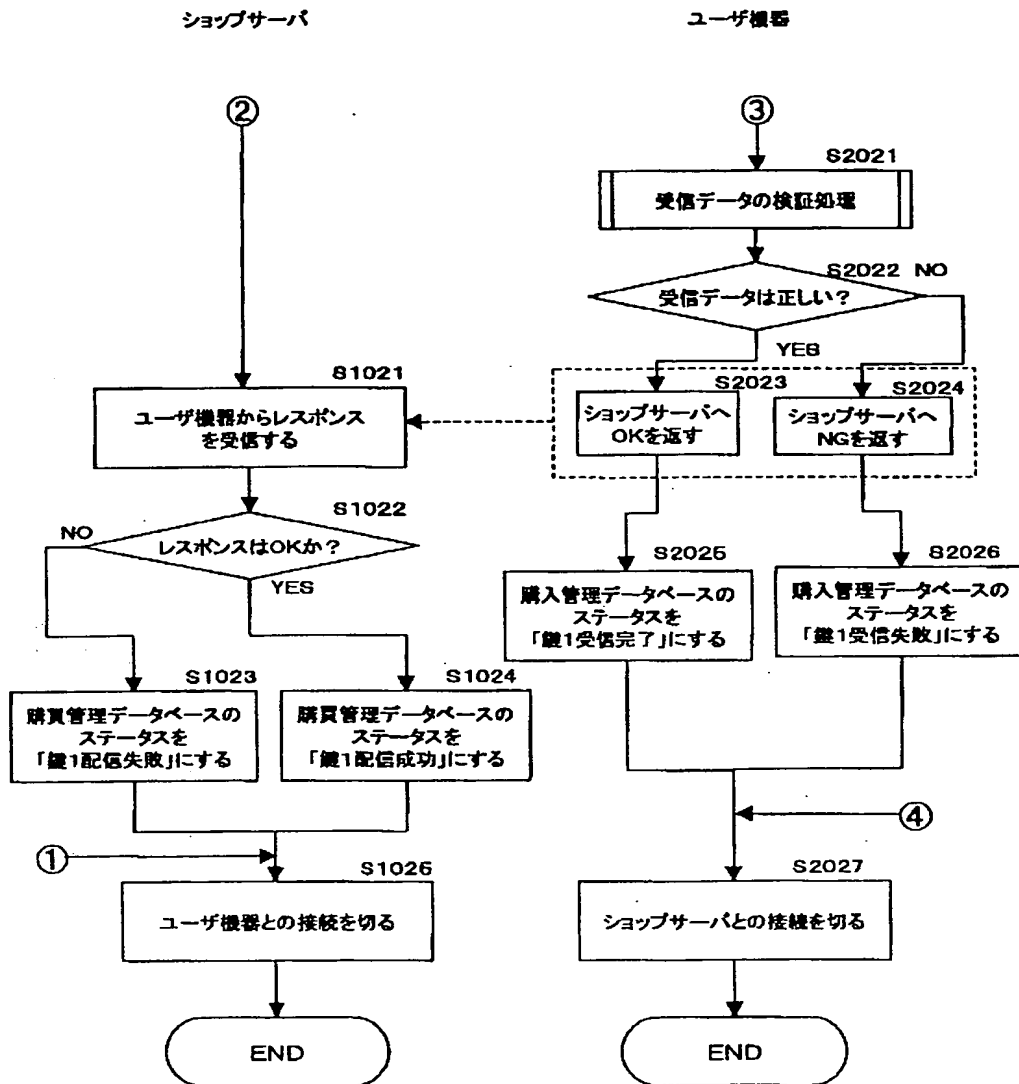 ショップサーバ
ユーザ機器
②
③
S2021
受信データの検証処理
S2022 NO
受信データは正しい?
YES
S1021
ユーザ機器からレスポンス
を受信する
S2023
ショップサーバへ
OKを返す
S2024
ショップサーバへ
NGを返す
S1022
NO
レスポンスはOKか?
YES
S2025
購入管理データベースの
ステータスを
「鍵1受信完了」にする
S2026
購入管理データベースの
ステータスを
「鍵1受信失敗」にする
S1023
購買管理データベースの
ステータスを
「鍵1配信失敗」にする
S1024
購買管理データベースの
ステータスを
「鍵1配信成功」にする
①
④
S1025
ユーザ機器との接続を切る
S2027
ショップサーバとの接続を切る
END
END